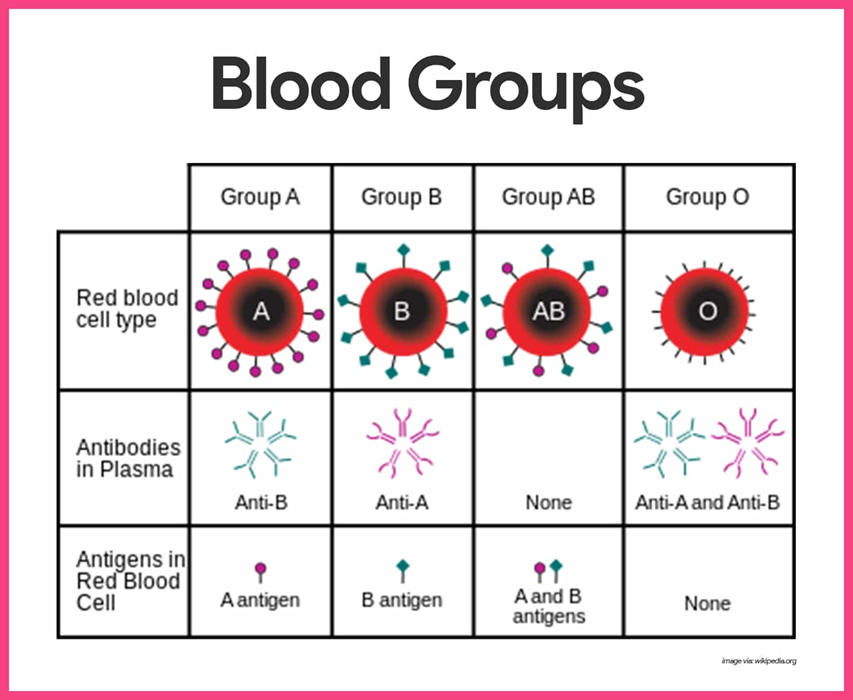 Blood Groups
Group A
Group B
Group AB
Group O
Red blood
cell type
A
B
AB
O
Antibodies
in Plasma
Anti-B
Anti-A
None
Anti-A and Anti-B
Antigens in
Red Blood
Cell
A antigen
B antigen
A and B
antigens
None
image via: wikipedia.org